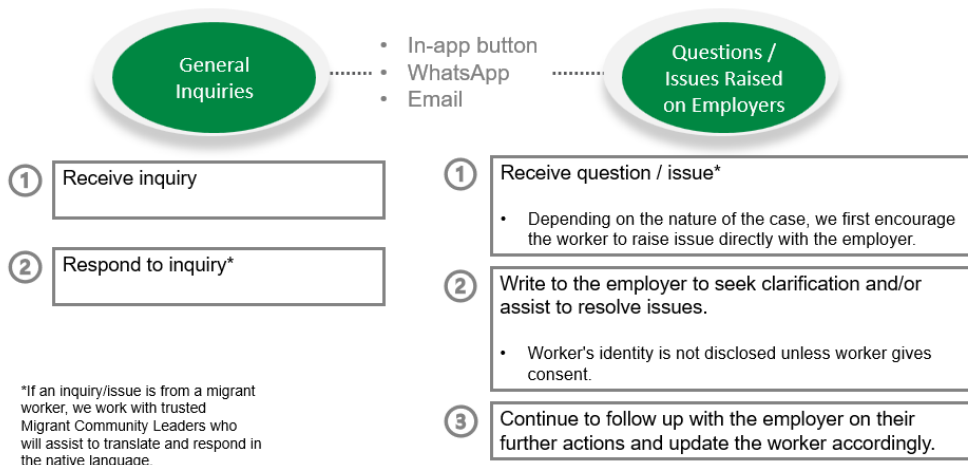 General
Inquiries
• In-app button
• WhatsApp
• Email
Questions /
Issues Raised
on Employers
1
Receive inquiry
2
Respond to inquiry*
*If an inquiry/issue is from a migrant
worker, we work with trusted
Migrant Community Leaders who
will assist to translate and respond in
the native language.
1
Receive question / issue*
• Depending on the nature of the case, we first encourage
the worker to raise issue directly with the employer.
2
Write to the employer to seek clarification and/or
assist to resolve issues.
• Worker's identity is not disclosed unless worker gives
consent.
3
Continue to follow up with the employer on their
further actions and update the worker accordingly.